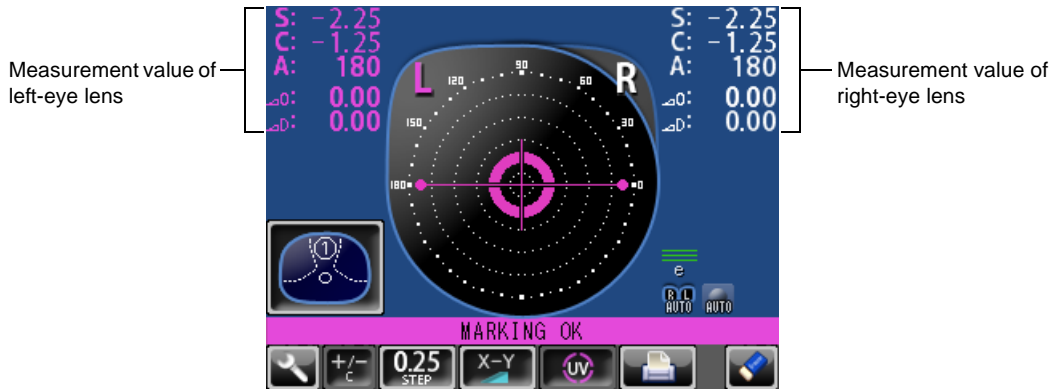 Measurement value of
left-eye lens
S: -2.25
C: -1.25
A: 180
⊿O: 0.00
⊿D: 0.00
L
R
S: -2.25
C: -1.25
A: 180
⊿O: 0.00
⊿D: 0.00
Measurement value of
right-eye lens
90
120
60
150
30
180
0
1
e
R L
AUTO
AUTO
MARKING OK
+/-
C
0.25
STEP
X-Y
UV